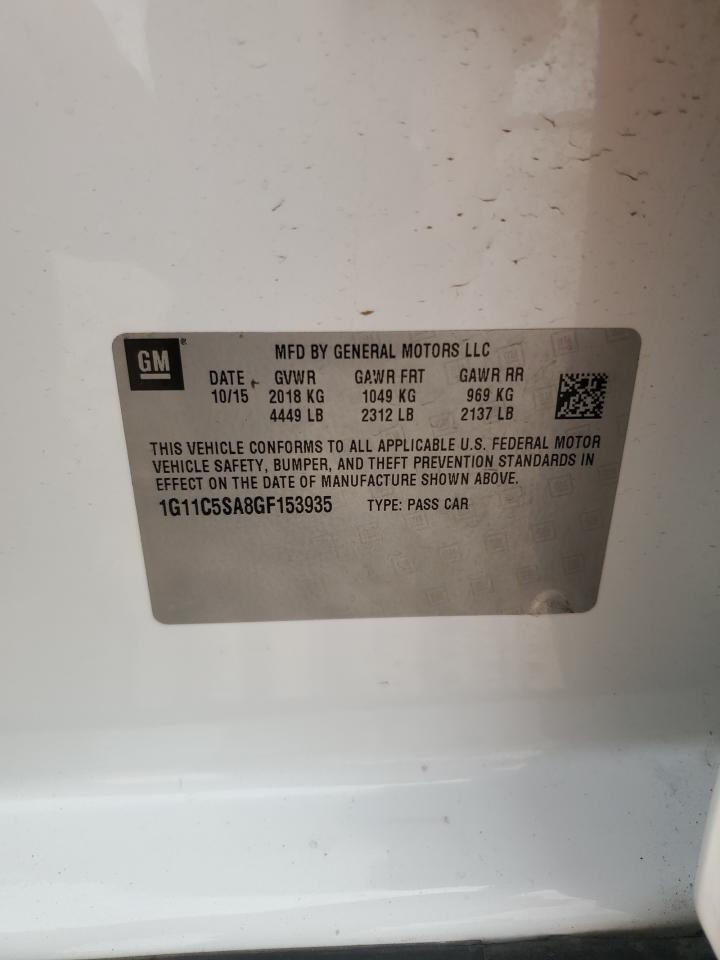 GM®
MFD BY GENERAL MOTORS LLC
DATE GVWR GAWR FRT GAWR RR
10/15 2018 KG 1049 KG 969 KG
4449 LB 2312 LB 2137 LB
THIS VEHICLE CONFORMS TO ALL APPLICABLE U.S. FEDERAL MOTOR
VEHICLE SAFETY, BUMPER, AND THEFT PREVENTION STANDARDS IN
EFFECT ON THE DATE OF MANUFACTURE SHOWN ABOVE.
1G11C5SA8GF153935 TYPE: PASS CAR